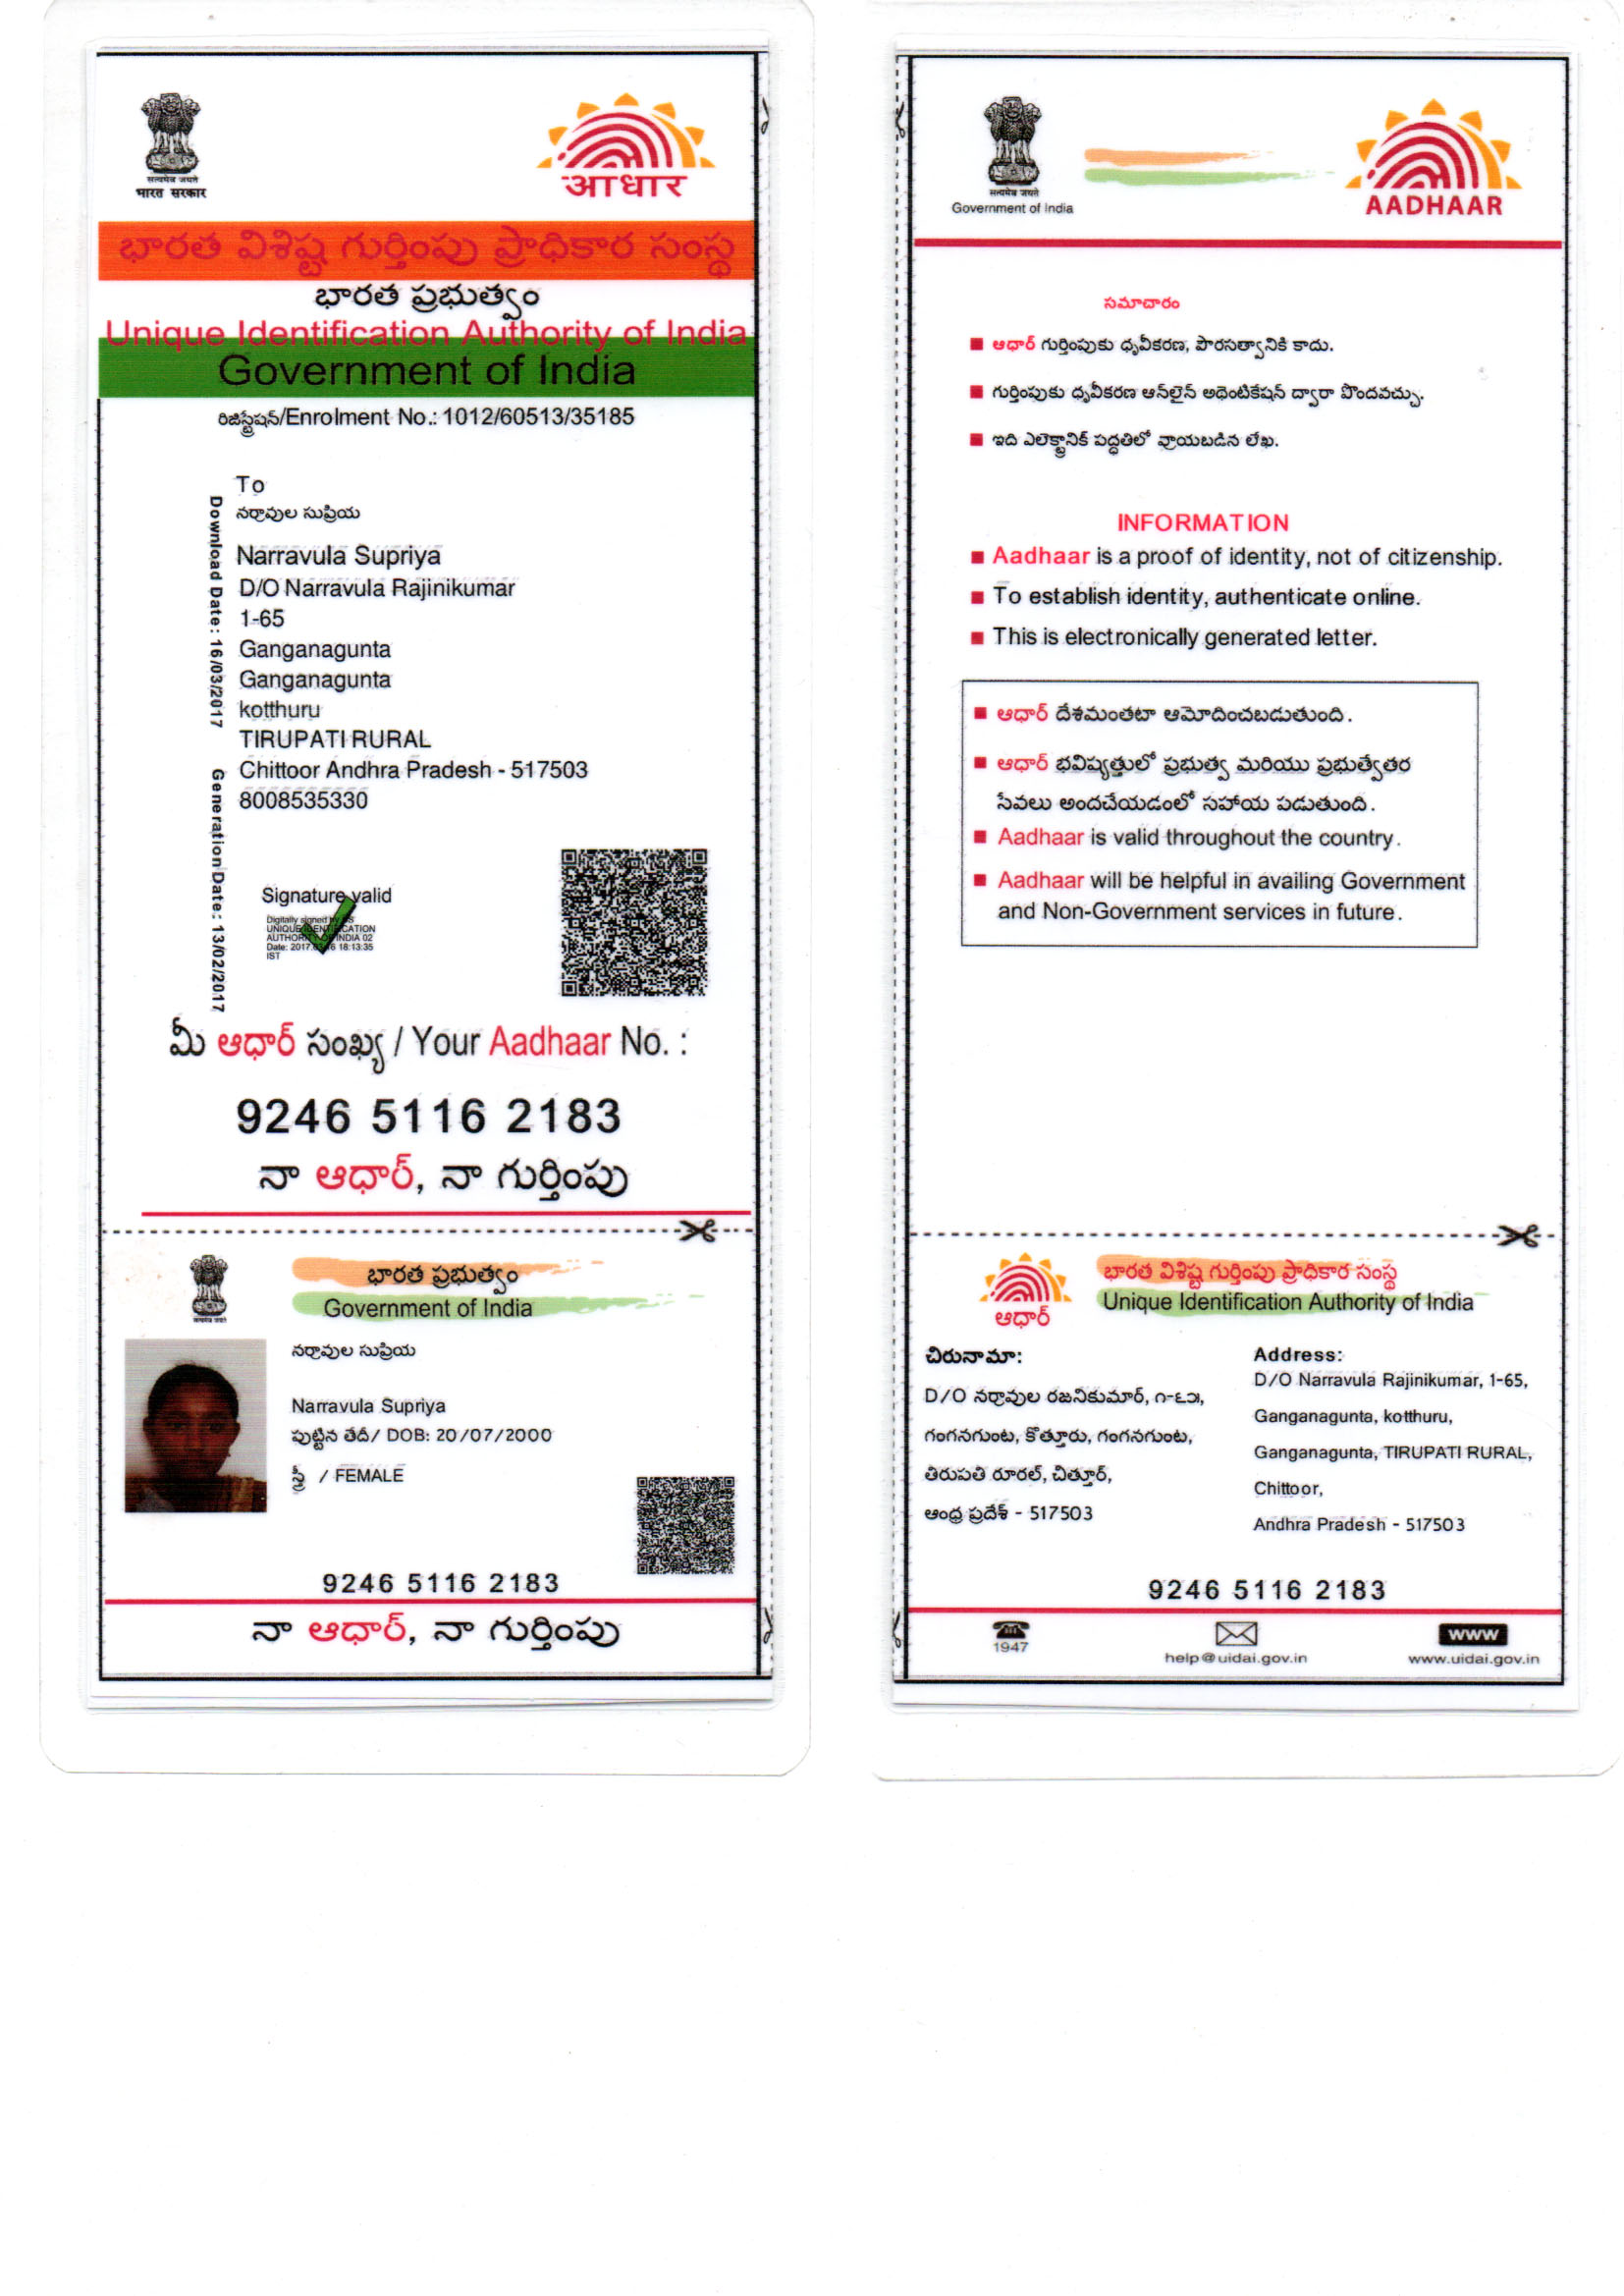 सत्यमेव जयते
भारत सरकार
आधार
భారత విశిష్ట గుర్తింపు ప్రాధికార సంస్థ
భారత ప్రభుత్వం
Unique Identification Authority of India
Government of India
రిజిస్ట్రేషన్/Enrolment No.: 1012/60513/35185
To
నర్రావుల సుప్రియ
Narravula Supriya
D/O Narravula Rajinikumar
1-65
Ganganagunta
Ganganagunta
kotthuru
TIRUPATI RURAL
Chittoor Andhra Pradesh - 517503
8008535330
Download Date: 16/03/2017
Generation Date: 13/02/2017
Signature valid
Digitally signed by DS
UNIQUE IDENTIFICATION
AUTHORITY OF INDIA 02
Date: 2017.03.16 18:13:35
IST
మీ ఆధార్ సంఖ్య / Your Aadhaar No. :
9246 5116 2183
నా ఆధార్, నా గుర్తింపు
सत्यमेव जयते
భారత ప్రభుత్వం
Government of India
నర్రావుల సుప్రియ
Narravula Supriya
పుట్టిన తేదీ/ DOB: 20/07/2000
స్త్రీ / FEMALE
9246 5116 2183
నా ఆధార్, నా గుర్తింపు
सत्यमेव जयते
Government of India
AADHAAR
సమాచారం
ఆధార్ గుర్తింపుకు ధృవీకరణ, పౌరసత్వానికి కాదు.
గుర్తింపుకు ధృవీకరణ ఆన్‌లైన్ అథెంటికేషన్ ద్వారా పొందవచ్చు.
ఇది ఎలెక్ట్రానిక్ పద్ధతిలో వ్రాయబడిన లేఖ.
INFORMATION
Aadhaar is a proof of identity, not of citizenship.
To establish identity, authenticate online.
This is electronically generated letter.
ఆధార్ దేశమంతటా ఆమోదించబడుతుంది.
ఆధార్ భవిష్యత్తులో ప్రభుత్వ మరియు ప్రభుత్వేతర
సేవలు అందచేయడంలో సహాయ పడుతుంది.
Aadhaar is valid throughout the country.
Aadhaar will be helpful in availing Government
and Non-Government services in future.
ఆధార్
భారత విశిష్ట గుర్తింపు ప్రాధికార సంస్థ
Unique Identification Authority of India
చిరునామా:
D/O నర్రావుల రజనికుమార్, ౧-౬౫,
గంగనగుంట, కొత్తూరు, గంగనగుంట,
తిరుపతి రూరల్, చిత్తూర్,
ఆంధ్ర ప్రదేశ్ - 517503
Address:
D/O Narravula Rajinikumar, 1-65,
Ganganagunta, kotthuru,
Ganganagunta, TIRUPATI RURAL,
Chittoor,
Andhra Pradesh - 517503
9246 5116 2183
1947
help@uidai.gov.in
WWW
www.uidai.gov.in